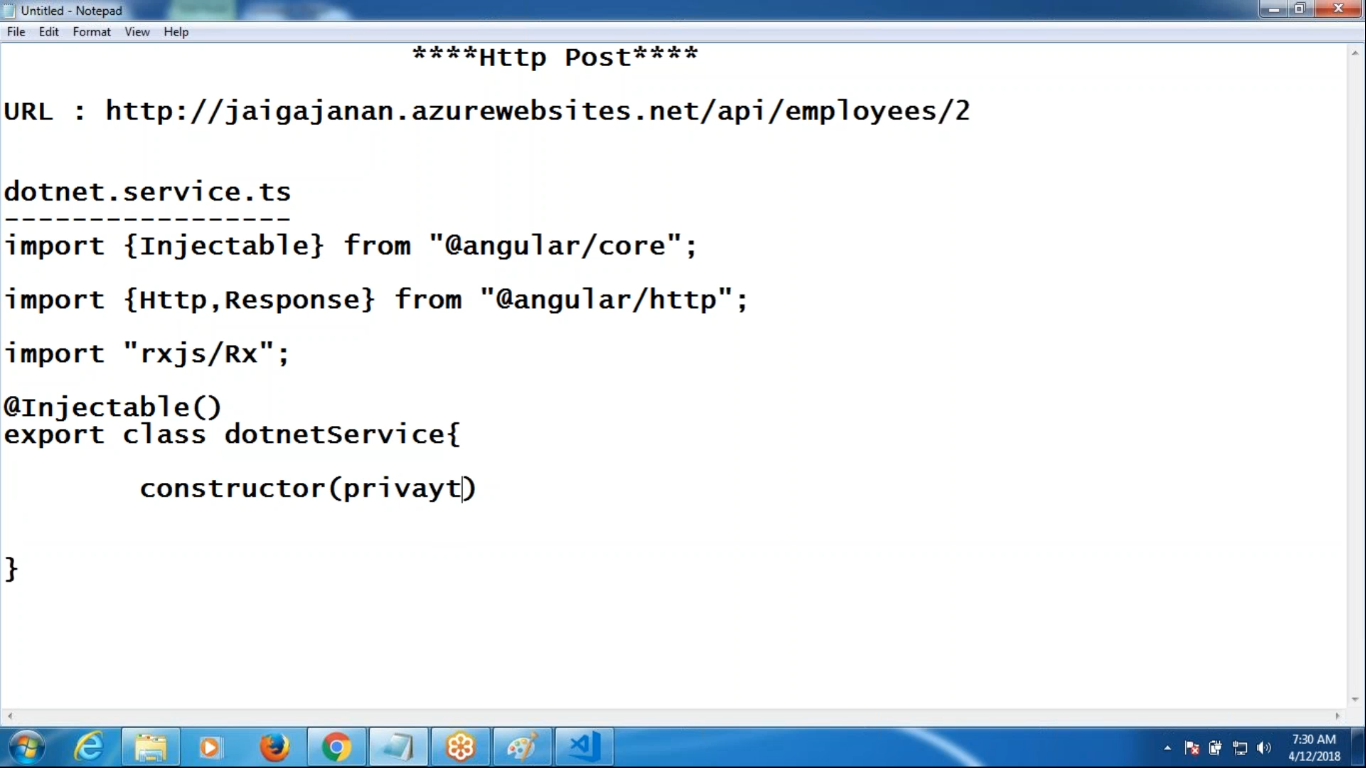 Untitled - Notepad
File Edit Format View Help
****Http Post****
URL : http://jaigajanan.azurewebsites.net/api/employees/2
dotnet.service.ts
-----------------
import {Injectable} from "@angular/core";
import {Http,Response} from "@angular/http";
import "rxjs/Rx";
@Injectable()
export class dotnetService{
constructor(privayt)
}
7:30 AM
4/12/2018